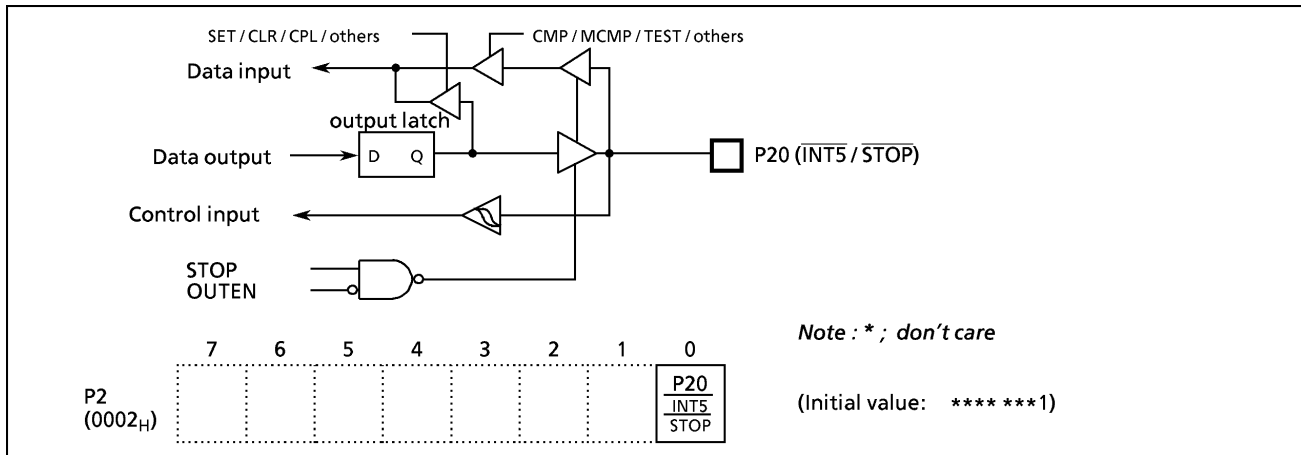 SET / CLR / CPL / others
CMP / MCMP / TEST / others
Data input
output latch
Data output
D Q
P20 (INT5 / STOP)
Control input
STOP
OUTEN
Note : * ; don't care
7 6 5 4 3 2 1 0
P2
(0002H)
P20
INT5
STOP
(Initial value: **** ***1)